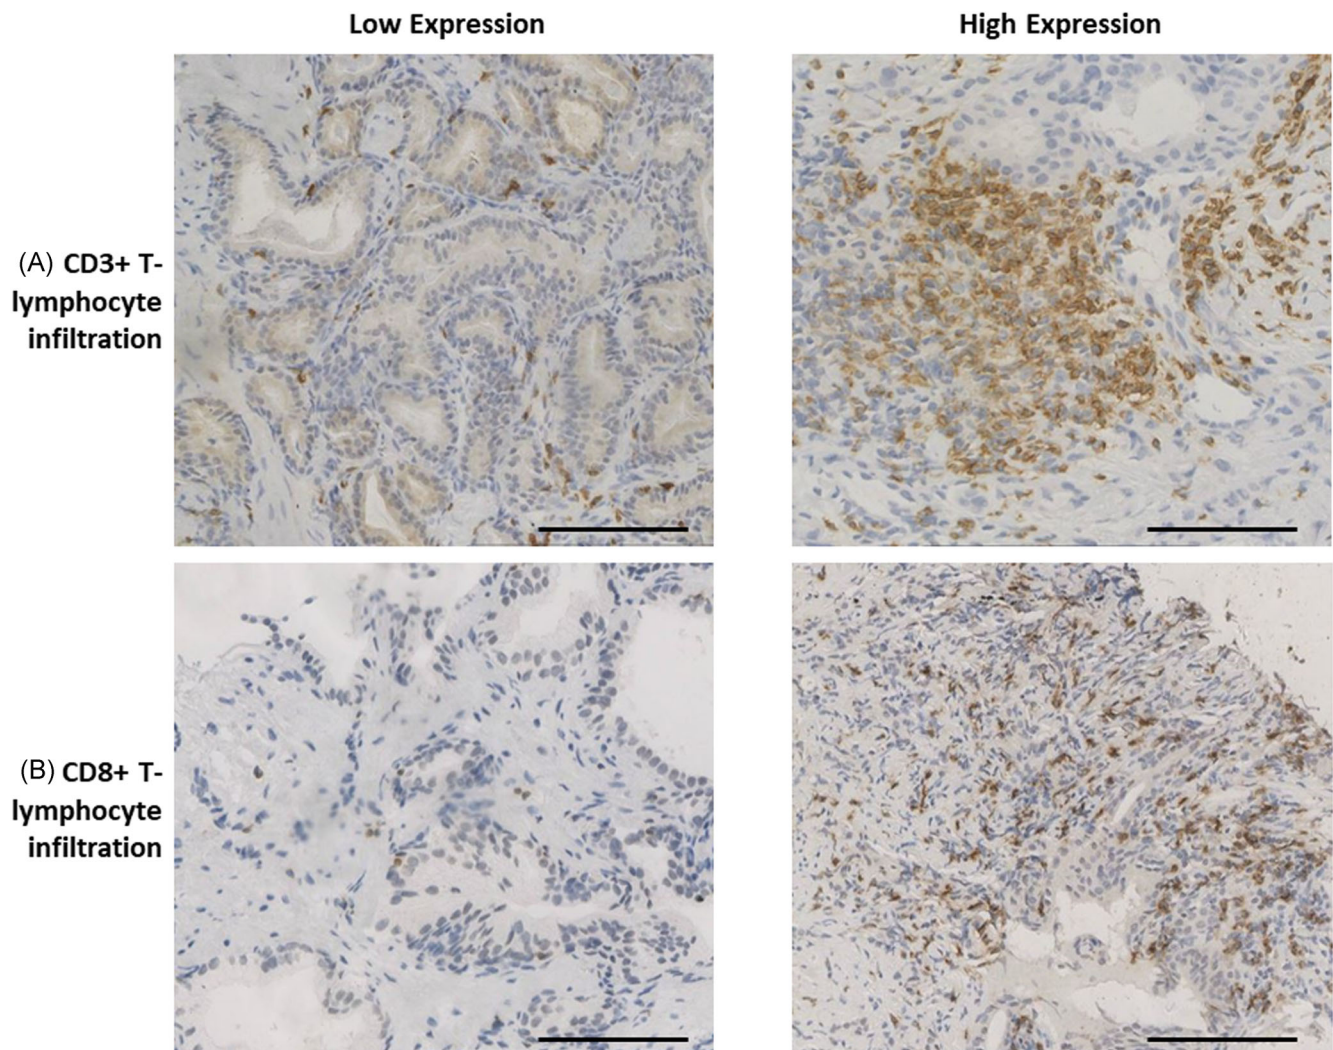 Low Expression
High Expression
(A) CD3+ T-
lymphocyte
infiltration
(B) CD8+ T-
lymphocyte
infiltration